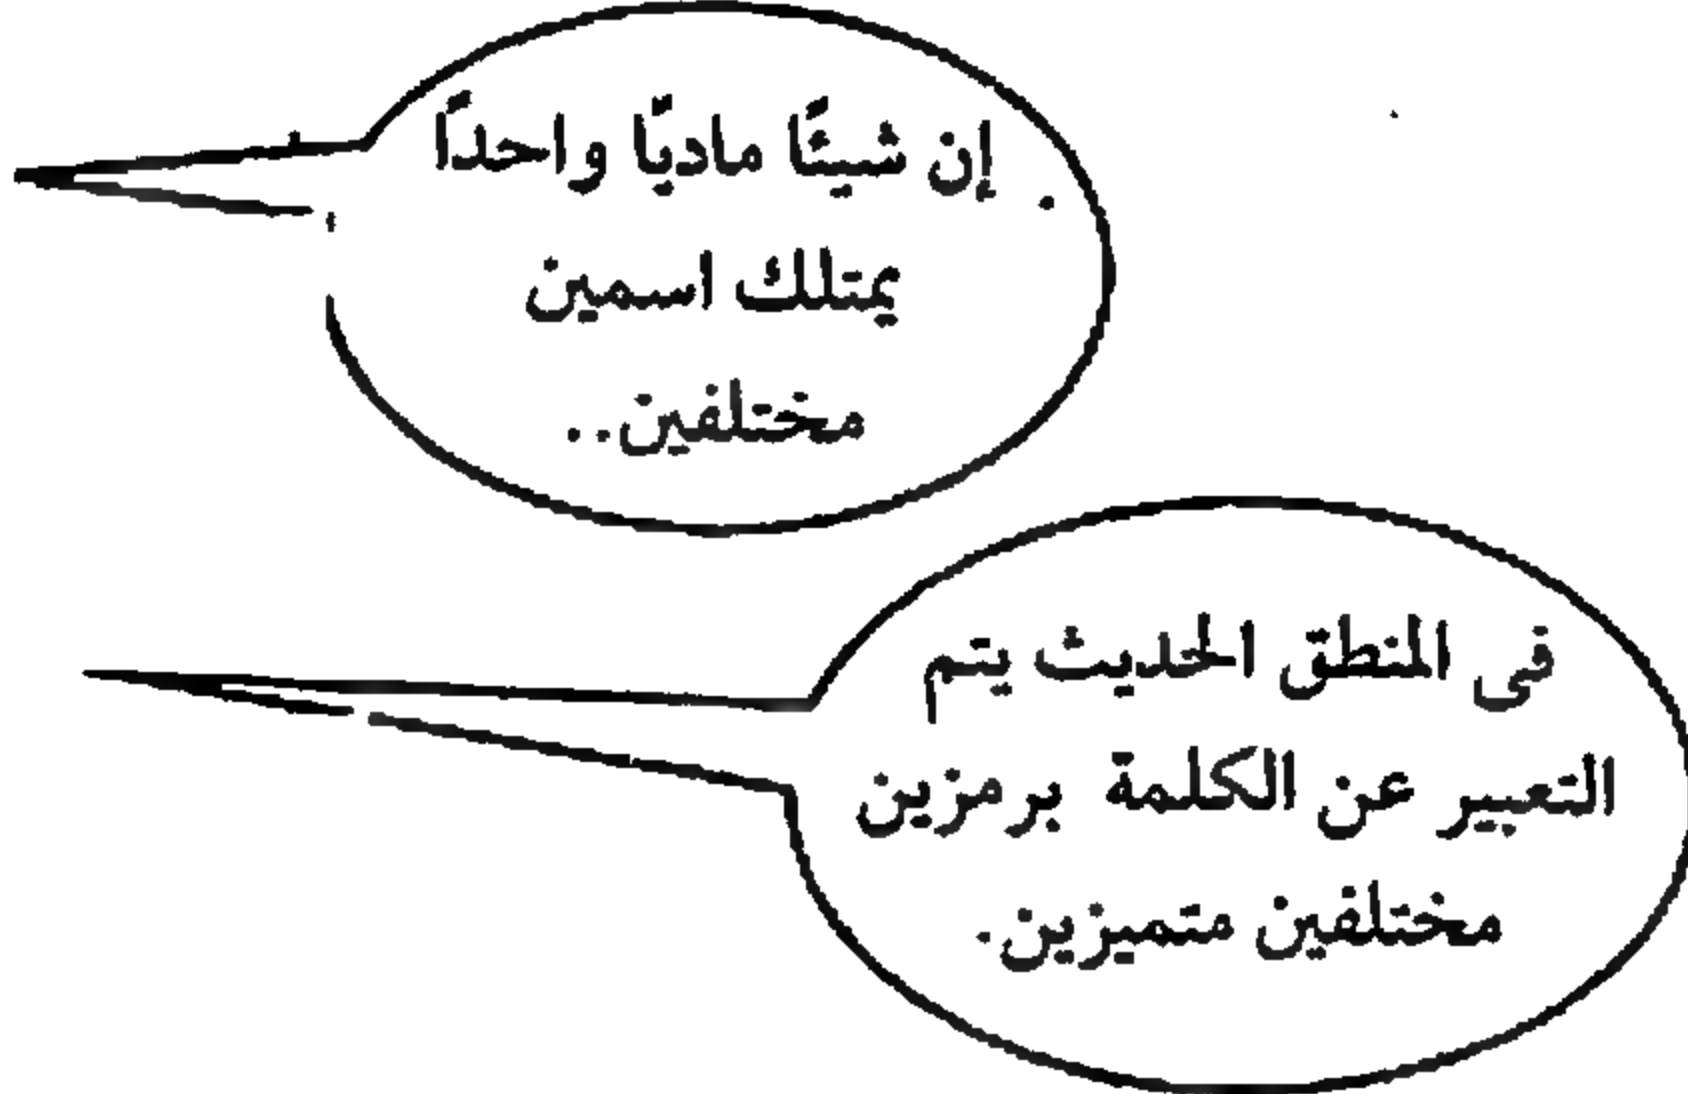 إن شيئًا ماديًا واحدًا
يمتلك اسمين
مختلفين..
فى المنطق الحديث يتم
التعبير عن الكلمة برمزين
مختلفين متميزين.